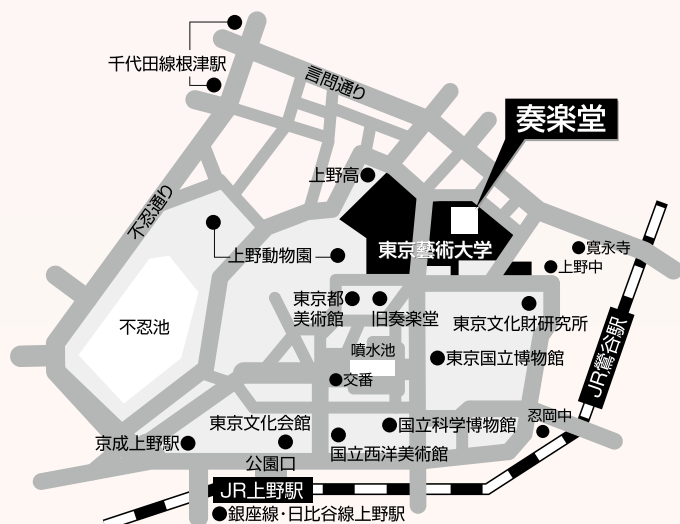 千代田線根津駅
言問通り
奏楽堂
上野高
不忍通り
東京藝術大学
寛永寺
上野中
上野動物園
東京都
美術館
旧奏楽堂
東京文化財研究所
不忍池
噴水池
東京国立博物館
JR鶯谷駅
交番
忍岡中
東京文化会館
国立科学博物館
京成上野駅
公園口
国立西洋美術館
JR上野駅
銀座線・日比谷線上野駅